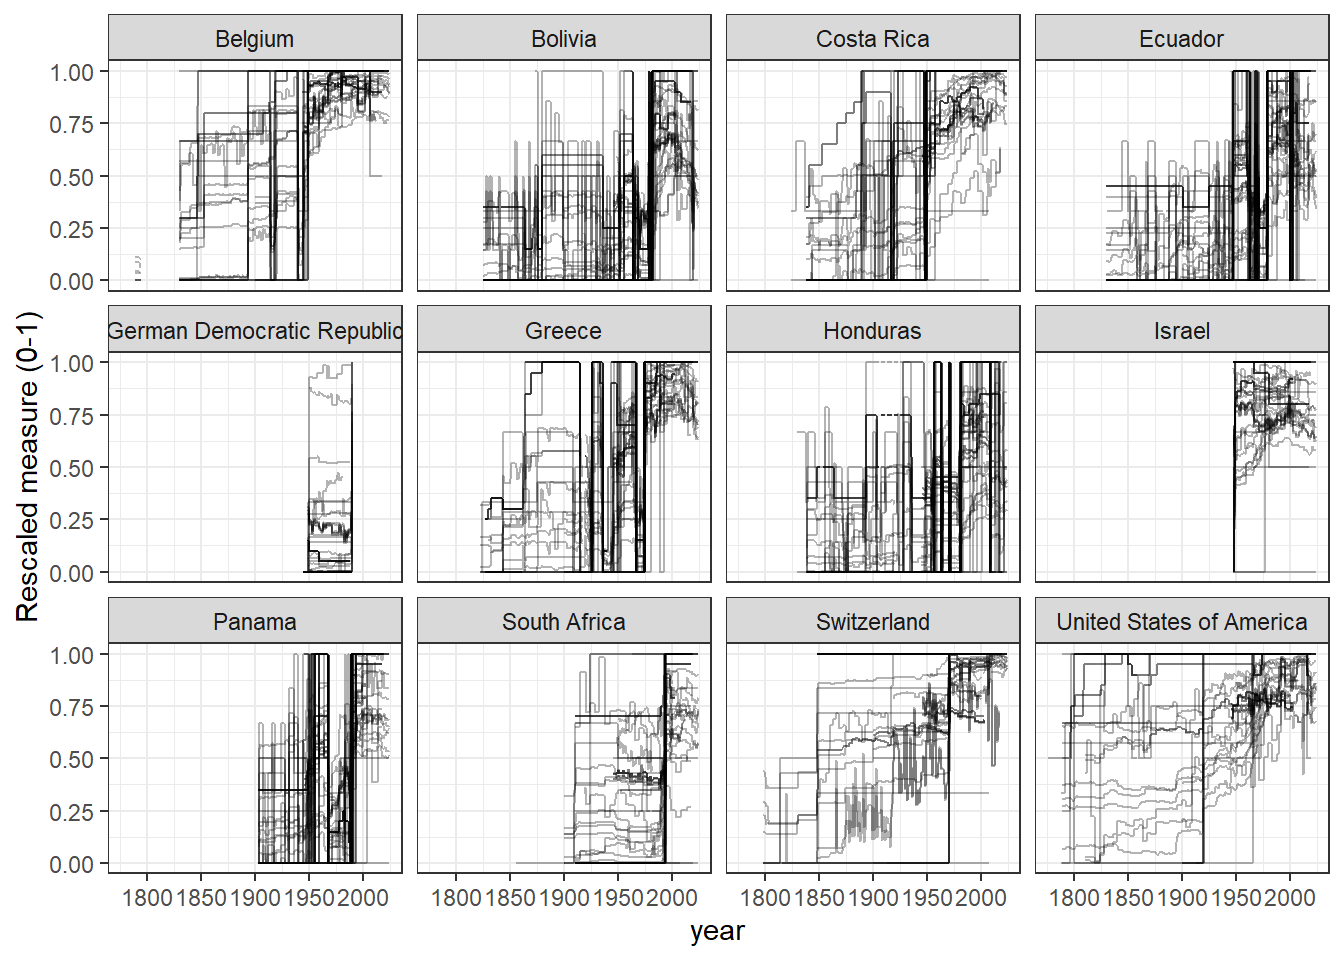 Belgium Bolivia Costa Rica Ecuador
1.00
0.75
0.50
0.25
0.00
German Democratic Republic Greece Honduras Israel
1.00
0.75
0.50
0.25
0.00
Panama South Africa Switzerland United States of America
1.00
0.75
0.50
0.25
0.00
1800 1850 1900 1950 2000 1800 1850 1900 1950 2000 1800 1850 1900 1950 2000 1800 1850 1900 1950 2000
year
Rescaled measure (0-1)